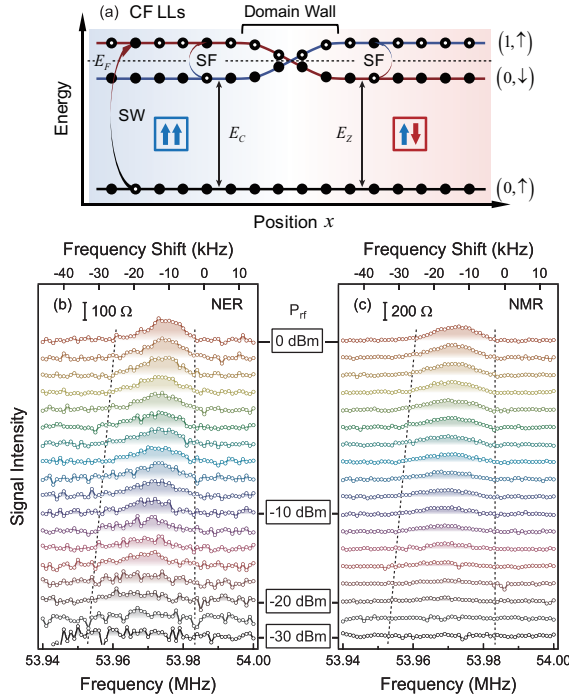 (a) CF LLs Domain Wall
(1,↑)
E_F SF SF
(0,↓)
SW
E_C E_Z
(0,↑)
Energy
Position x
Frequency Shift (kHz) Frequency Shift (kHz)
-40 -30 -20 -10 0 10 -40 -30 -20 -10 0 10
(b) NER P_rf (c) NMR
100 Ω 200 Ω
0 dBm
-10 dBm
-20 dBm
-30 dBm
Signal Intensity
53.94 53.96 53.98 54.00 53.94 53.96 53.98 54.00
Frequency (MHz) Frequency (MHz)